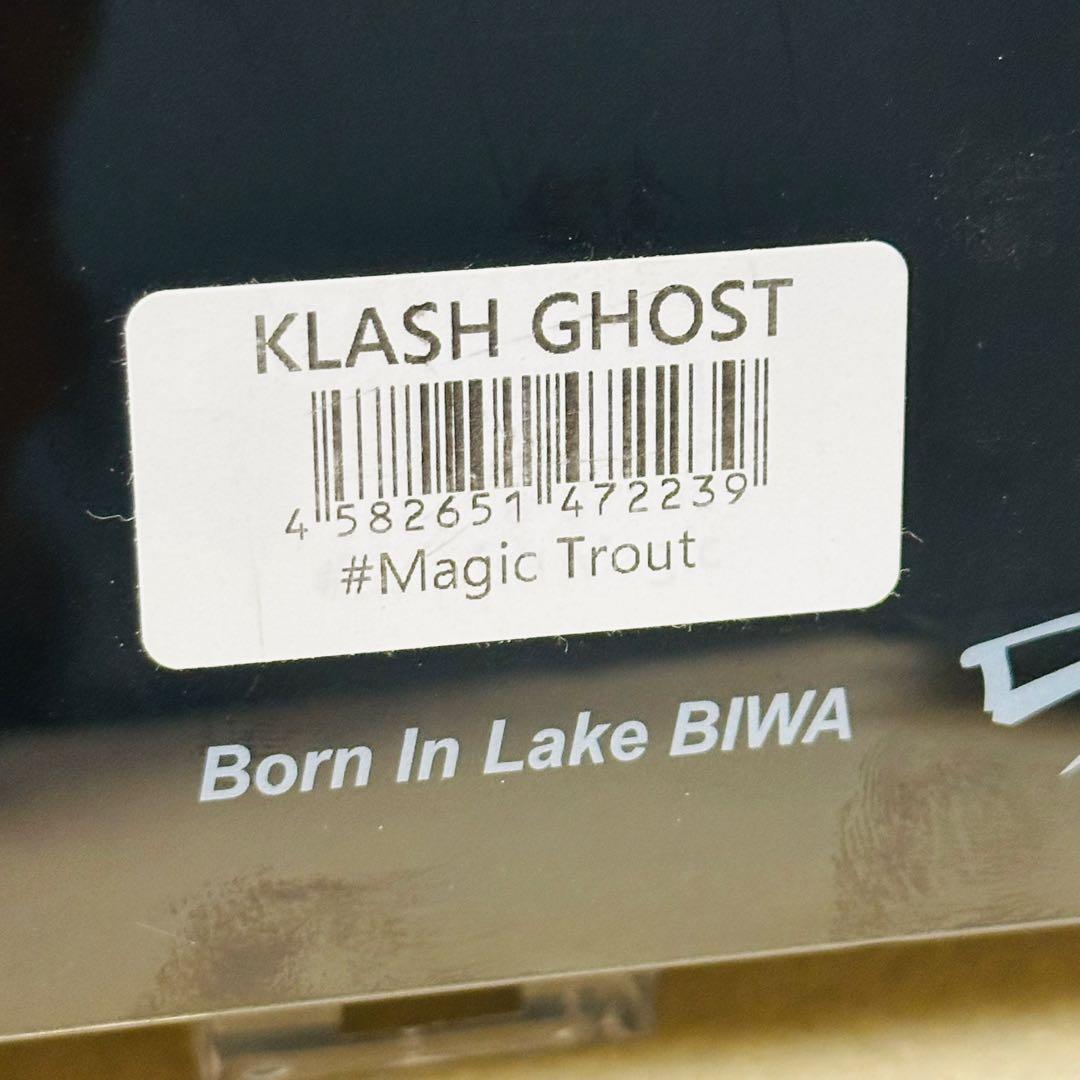 KLASH GHOST
4 582651 472239
#Magic Trout
Born In Lake BIWA